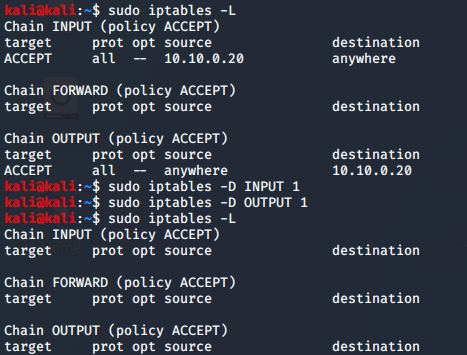 kali@kali:~$ sudo iptables -L
Chain INPUT (policy ACCEPT)
target     prot opt source               destination
ACCEPT     all  --  10.10.0.20           anywhere
Chain FORWARD (policy ACCEPT)
target     prot opt source               destination
Chain OUTPUT (policy ACCEPT)
target     prot opt source               destination
ACCEPT     all  --  anywhere             10.10.0.20
kali@kali:~$ sudo iptables -D INPUT 1
kali@kali:~$ sudo iptables -D OUTPUT 1
kali@kali:~$ sudo iptables -L
Chain INPUT (policy ACCEPT)
target     prot opt source               destination
Chain FORWARD (policy ACCEPT)
target     prot opt source               destination
Chain OUTPUT (policy ACCEPT)
target     prot opt source               destination